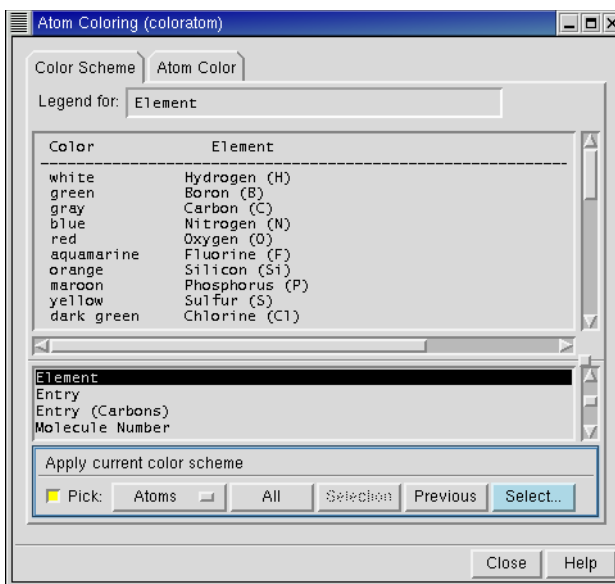 Atom Coloring (coloratom)
Color Scheme Atom Color
Legend for: Element
Color Element
------------------------------------------------------------------
white Hydrogen (H)
green Boron (B)
gray Carbon (C)
blue Nitrogen (N)
red Oxygen (O)
aquamarine Fluorine (F)
orange Silicon (Si)
maroon Phosphorus (P)
yellow Sulfur (S)
dark green Chlorine (Cl)
Element
Entry
Entry (Carbons)
Molecule Number
Apply current color scheme
Pick: Atoms All Selection Previous Select...
Close Help